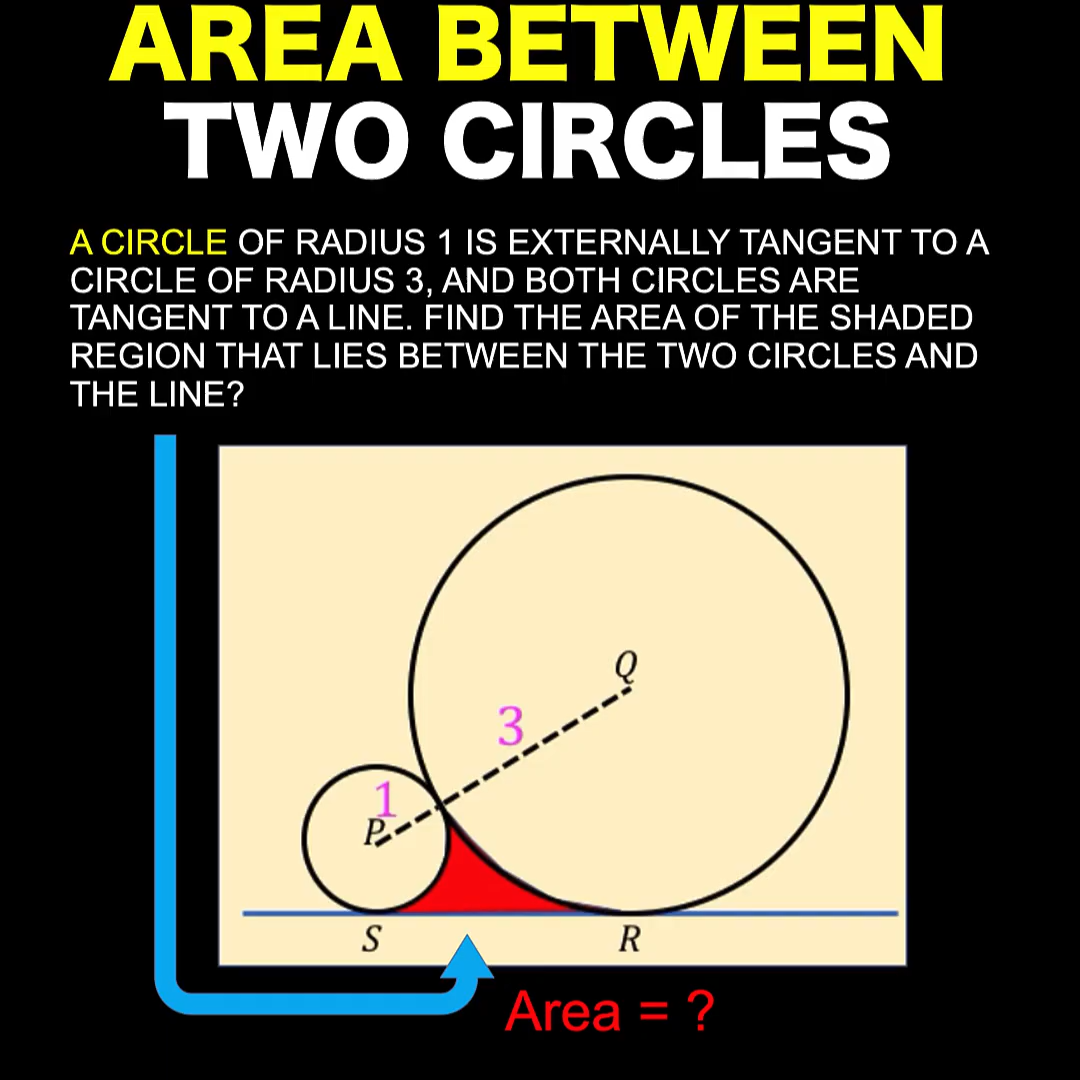 AREA BETWEEN
TWO CIRCLES
A CIRCLE OF RADIUS 1 IS EXTERNALLY TANGENT TO A
CIRCLE OF RADIUS 3, AND BOTH CIRCLES ARE
TANGENT TO A LINE. FIND THE AREA OF THE SHADED
REGION THAT LIES BETWEEN THE TWO CIRCLES AND
THE LINE?
Q
3
1
P
S R
Area = ?